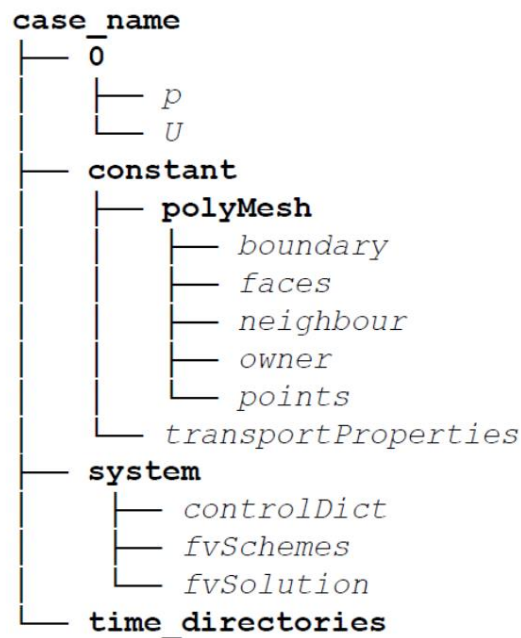 case_name
0
p
U
constant
polyMesh
boundary
faces
neighbour
owner
points
transportProperties
system
controlDict
fvSchemes
fvSolution
time_directories